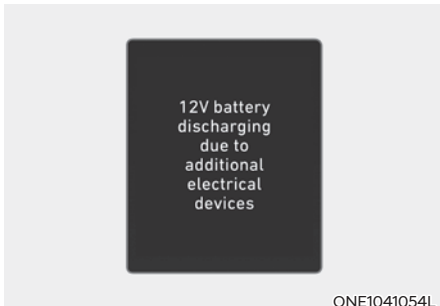 12V battery
discharging
due to
additional
electrical
devices
ONE1041054L